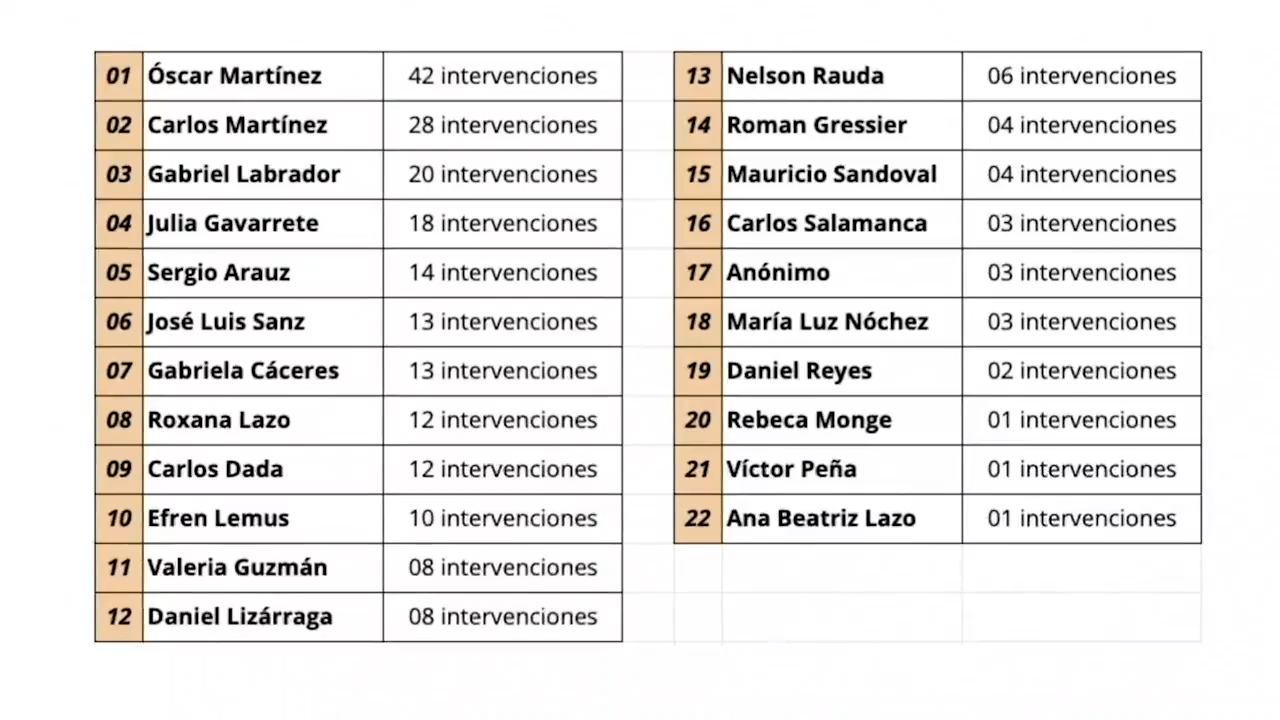 01 Óscar Martínez 42 intervenciones
02 Carlos Martínez 28 intervenciones
03 Gabriel Labrador 20 intervenciones
04 Julia Gavarrete 18 intervenciones
05 Sergio Arauz 14 intervenciones
06 José Luis Sanz 13 intervenciones
07 Gabriela Cáceres 13 intervenciones
08 Roxana Lazo 12 intervenciones
09 Carlos Dada 12 intervenciones
10 Efren Lemus 10 intervenciones
11 Valeria Guzmán 08 intervenciones
12 Daniel Lizárraga 08 intervenciones
13 Nelson Rauda 06 intervenciones
14 Roman Gressier 04 intervenciones
15 Mauricio Sandoval 04 intervenciones
16 Carlos Salamanca 03 intervenciones
17 Anónimo 03 intervenciones
18 María Luz Nóchez 03 intervenciones
19 Daniel Reyes 02 intervenciones
20 Rebeca Monge 01 intervenciones
21 Víctor Peña 01 intervenciones
22 Ana Beatriz Lazo 01 intervenciones